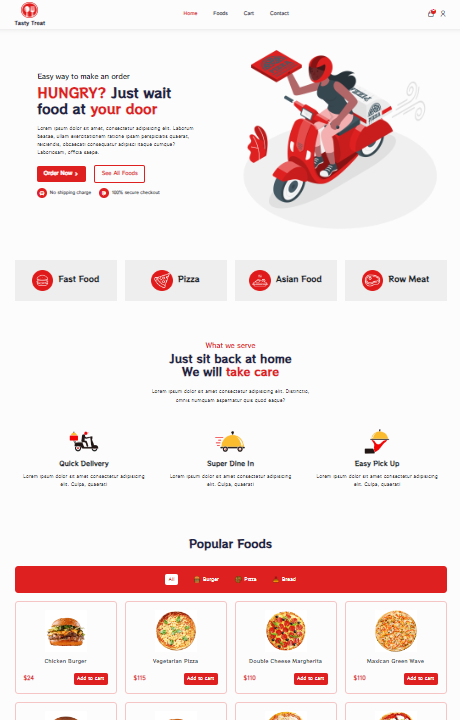 Tasty Treat
Home Foods Cart Contact
Easy way to make an order
HUNGRY? Just wait
food at your door
Lorem ipsum dolor sit amet, consectetur adipisicing elit. Laborum
beatae, ullam exercitationem rerum perspiciatis quaerat,
reiciendis, obcaecati consequatur adipisci itaque cumque?
Laboriosam, officia saepe.
Order Now >
See All Foods
No shipping charge
100% secure checkout
PIZZA
Fast Food
Pizza
Asian Food
Row Meat
What we serve
Just sit back at home
We will take care
Lorem ipsum dolor sit amet consectetur adipisicing elit. Distinctio,
omnis numquam aspernatur quis quod eaque?
Quick Delivery
Lorem ipsum dolor sit amet consectetur adipisicing
elit. Culpa, quaerat!
Super Dine In
Lorem ipsum dolor sit amet consectetur adipisicing
elit. Culpa, quaerat!
Easy Pick Up
Lorem ipsum dolor sit amet consectetur adipisicing
elit. Culpa, quaerat!
Popular Foods
All Burger Pizza Bread
Chicken Burger
$24 Add to cart
Vegetarian Pizza
$115 Add to cart
Double Cheese Margherita
$110 Add to cart
Maxican Green Wave
$110 Add to cart